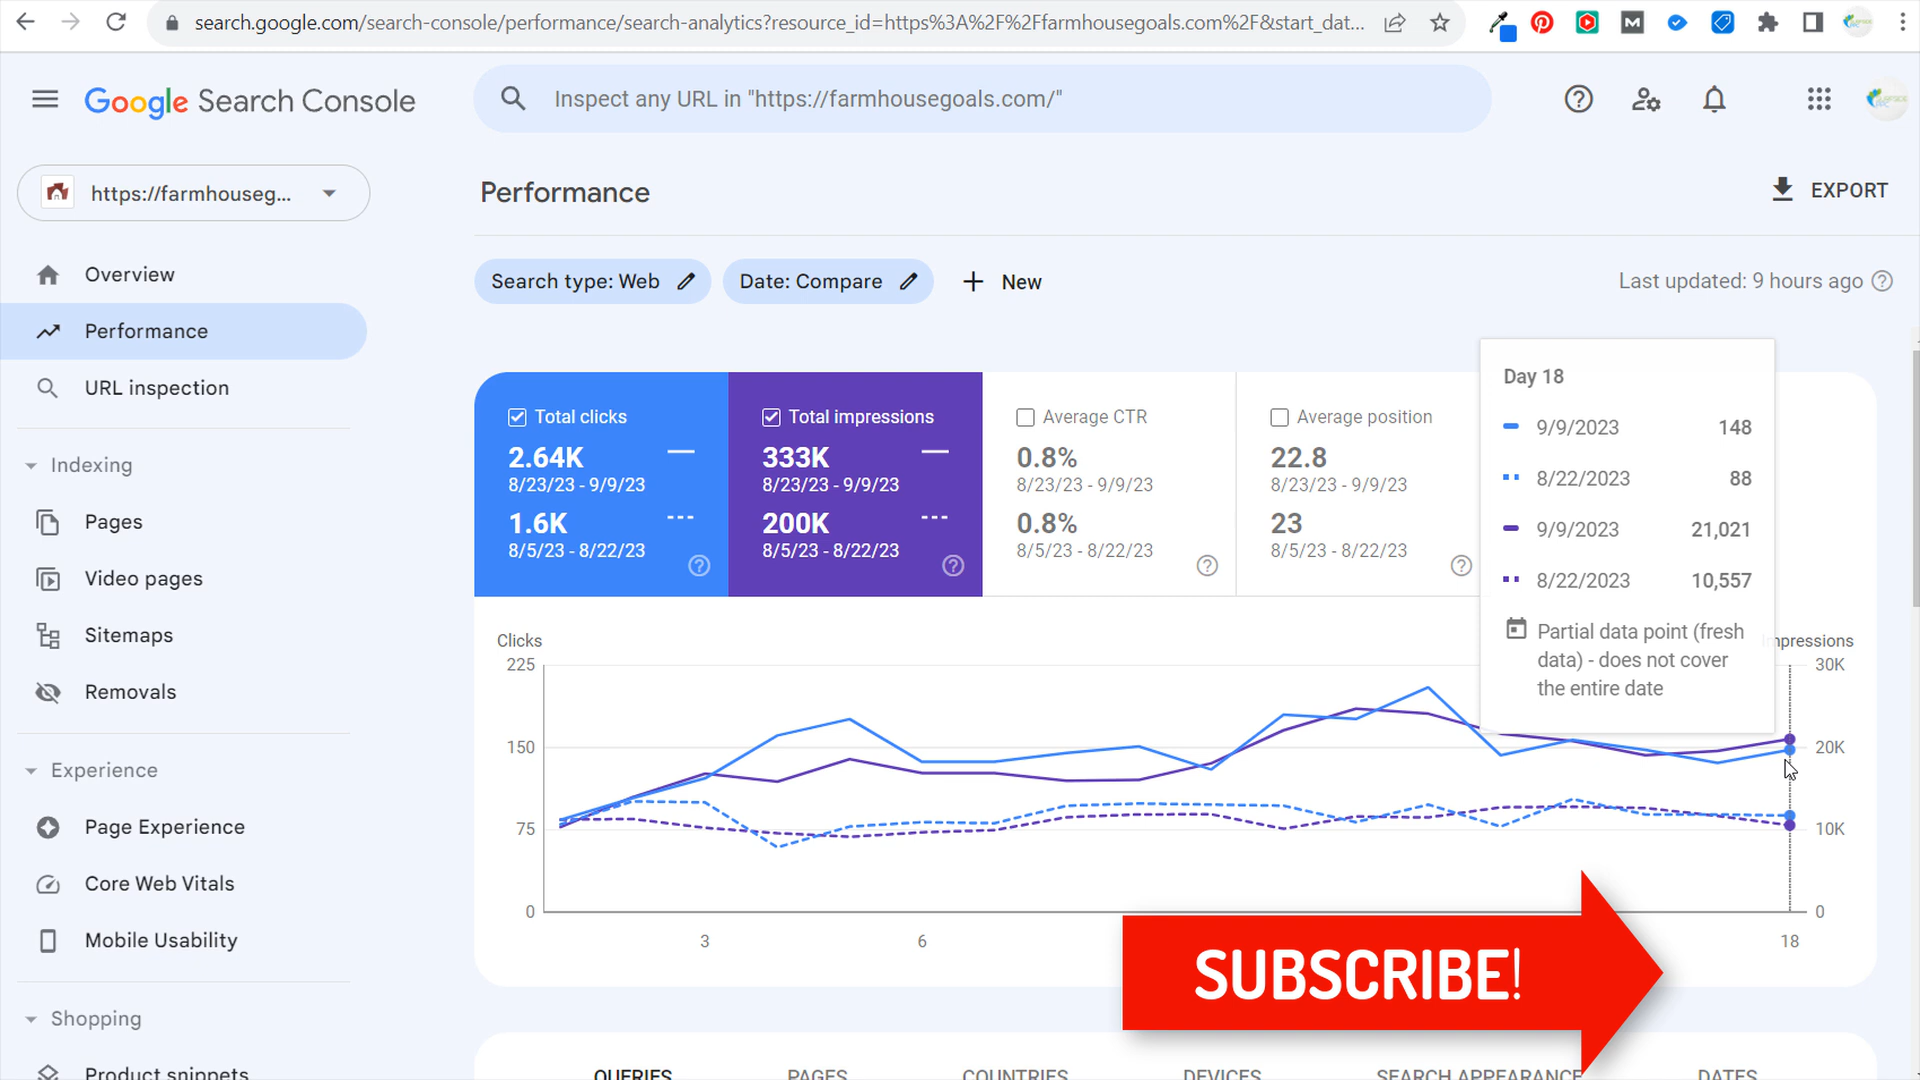 search.google.com/search-console/performance/search-analytics?resource_id=https%3A%2F%2Ffarmhousegoals.com%2F&start_dat...
Google Search Console
Inspect any URL in "https://farmhousegoals.com/"
https://farmhouseg...
Performance
EXPORT
Overview
Search type: Web
Date: Compare
New
Last updated: 9 hours ago
Performance
URL inspection
Indexing
Pages
Video pages
Sitemaps
Removals
Experience
Page Experience
Core Web Vitals
Mobile Usability
Shopping
Product snippets
Total clicks
2.64K
8/23/23 - 9/9/23
1.6K
8/5/23 - 8/22/23
Total impressions
333K
8/23/23 - 9/9/23
200K
8/5/23 - 8/22/23
Average CTR
0.8%
8/23/23 - 9/9/23
0.8%
8/5/23 - 8/22/23
Average position
22.8
8/23/23 - 9/9/23
23
8/5/23 - 8/22/23
Day 18
9/9/2023 148
8/22/2023 88
9/9/2023 21,021
8/22/2023 10,557
Partial data point (fresh
data) - does not cover
the entire date
Clicks
mpressions
225
30K
150
20K
75
10K
0
0
3
6
18
SUBSCRIBE!
QUERIES
PAGES
COUNTRIES
DEVICES
SEARCH APPEARANCE
DATES